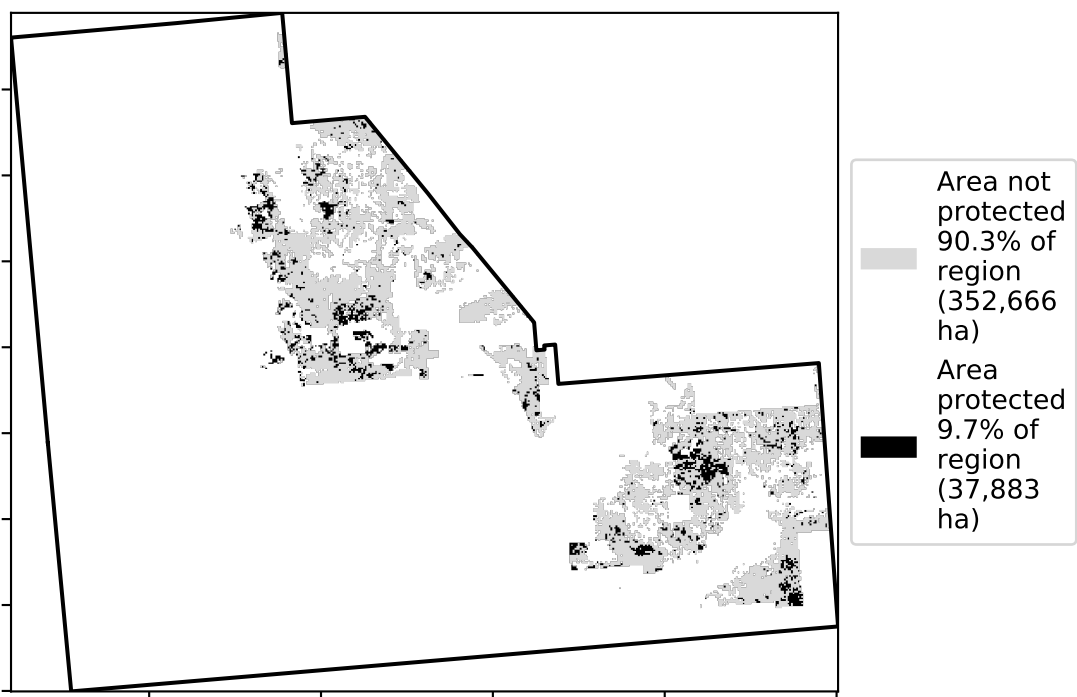 Area not
protected
90.3% of
region
(352,666
ha)
Area
protected
9.7% of
region
(37,883
ha)